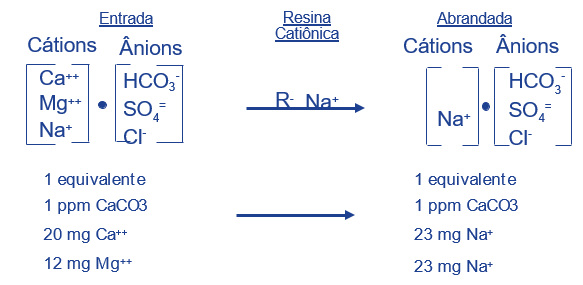 Entrada
Resina
Catiônica
Abrandada
Cátions Ânions
Cátions Ânions
Ca⁺⁺
Mg⁺⁺
Na⁺
•
HCO₃⁻
SO₄⁼
Cl⁻
R⁻ Na⁺
Na⁺
•
HCO₃⁻
SO₄⁼
Cl⁻
1 equivalente
1 ppm CaCO3
20 mg Ca⁺⁺
12 mg Mg⁺⁺
1 equivalente
1 ppm CaCO3
23 mg Na⁺
23 mg Na⁺